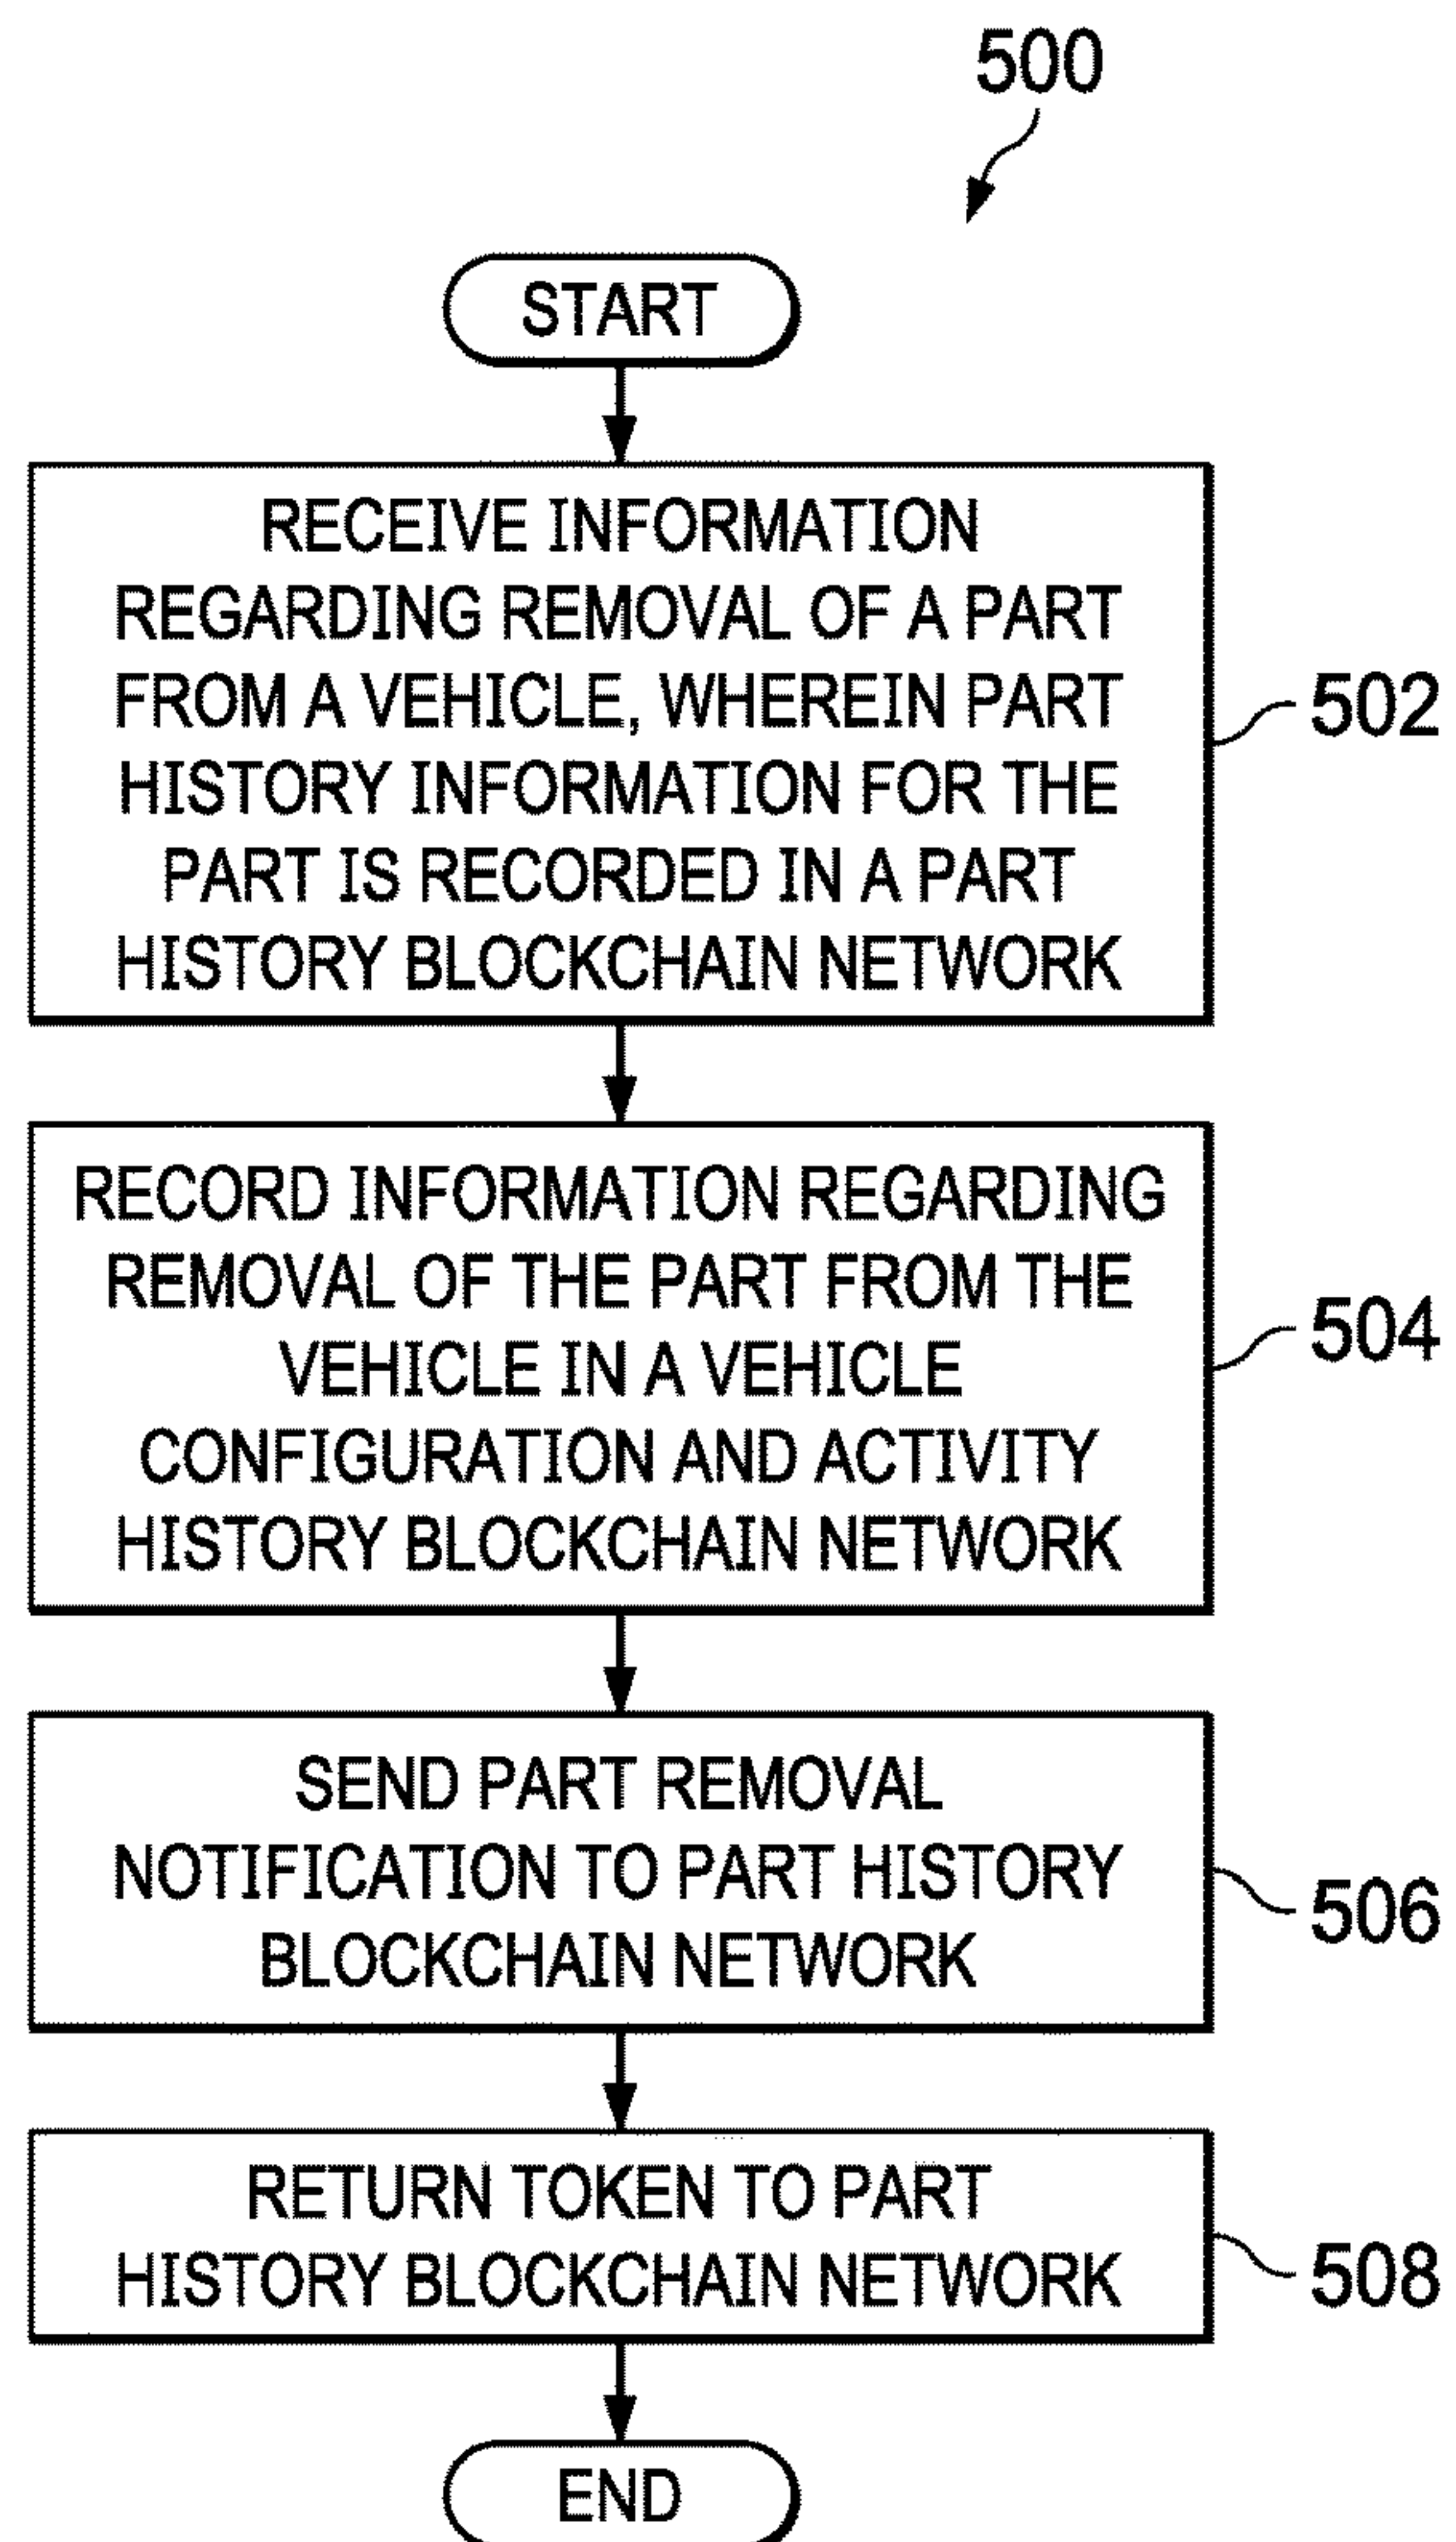 500
START
RECEIVE INFORMATION
REGARDING REMOVAL OF A PART
FROM A VEHICLE, WHEREIN PART
HISTORY INFORMATION FOR THE
PART IS RECORDED IN A PART
HISTORY BLOCKCHAIN NETWORK
502
RECORD INFORMATION REGARDING
REMOVAL OF THE PART FROM THE
VEHICLE IN A VEHICLE
CONFIGURATION AND ACTIVITY
HISTORY BLOCKCHAIN NETWORK
504
SEND PART REMOVAL
NOTIFICATION TO PART HISTORY
BLOCKCHAIN NETWORK
506
RETURN TOKEN TO PART
HISTORY BLOCKCHAIN NETWORK
508
END